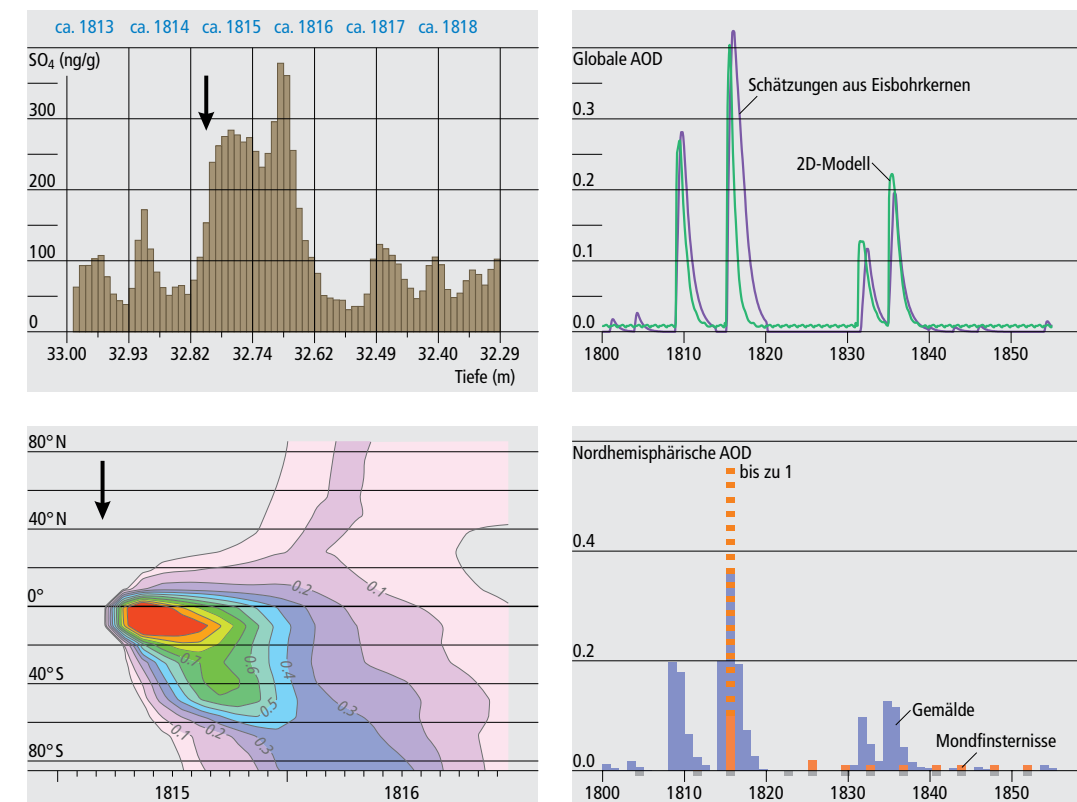 ca. 1813 ca. 1814 ca. 1815 ca. 1816 ca. 1817 ca. 1818
SO₄ (ng/g)
300
200
100
0
33.00 32.93 32.82 32.74 32.62 32.49 32.40 32.29
Tiefe (m)
Globale AOD
Schätzungen aus Eisbohrkernen
0.3
2D-Modell
0.2
0.1
0.0
1800 1810 1820 1830 1840 1850
80° N
40° N
0°
40° S
80° S
0.2
0.1
0.7
0.6
0.4
0.5
0.3
0.1
0.2
0.3
1815 1816
Nordhemisphärische AOD
bis zu 1
0.4
0.2
Gemälde
Mondfinsternisse
0.0
1800 1810 1820 1830 1840 1850